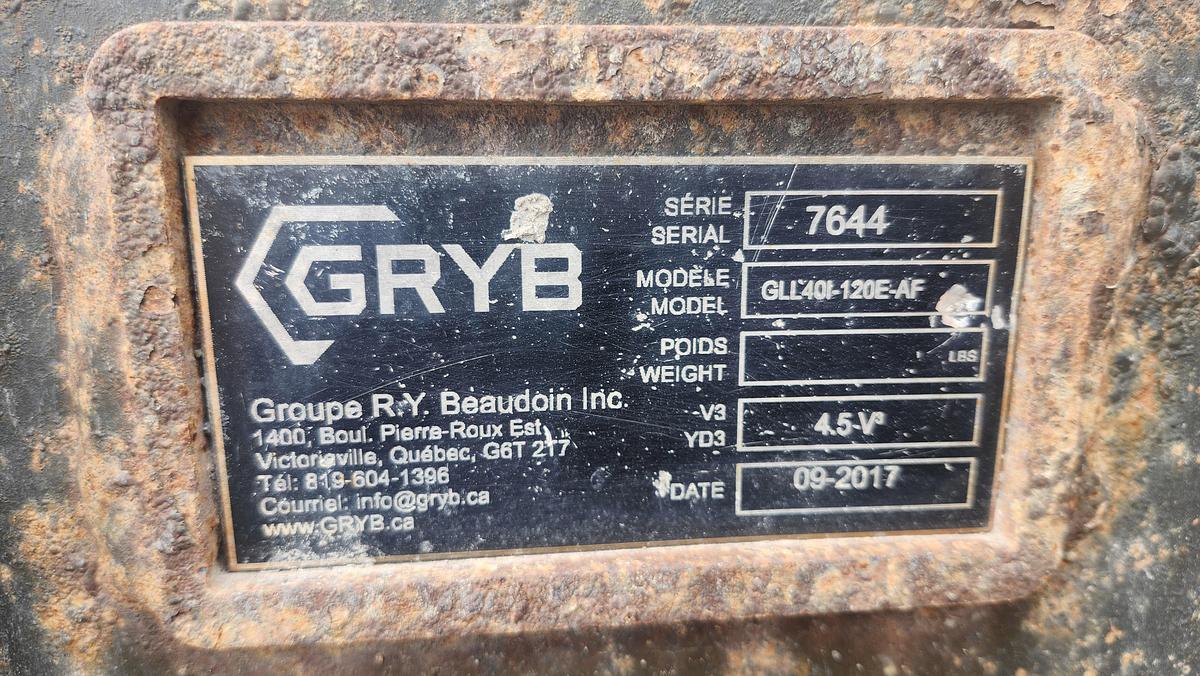 GRYB
Groupe R.Y. Beaudoin Inc.
1400, Boul. Pierre-Roux Est
Victoriaville, Québec, G6T 2T7
Tél: 819-604-1396
Courriel: info@gryb.ca
www.GRYB.ca
SÉRIE
SERIAL
7644
MODÈLE
MODEL
GLL40I-120E-AF
POIDS
WEIGHT
LBS
V3
YD3
4.5-V³
DATE
09-2017